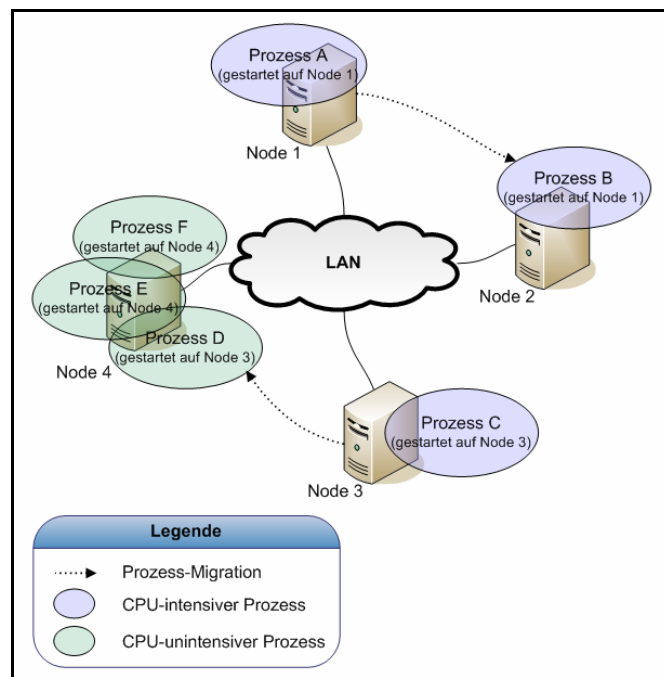 Prozess A
(gestartet auf Node 1)
Node 1
Prozess B
(gestartet auf Node 1)
Node 2
Prozess F
(gestartet auf Node 4)
LAN
Prozess E
(gestartet auf Node 4)
Prozess D
(gestartet auf Node 3)
Node 4
Prozess C
(gestartet auf Node 3)
Node 3
Legende
Prozess-Migration
CPU-intensiver Prozess
CPU-unintensiver Prozess